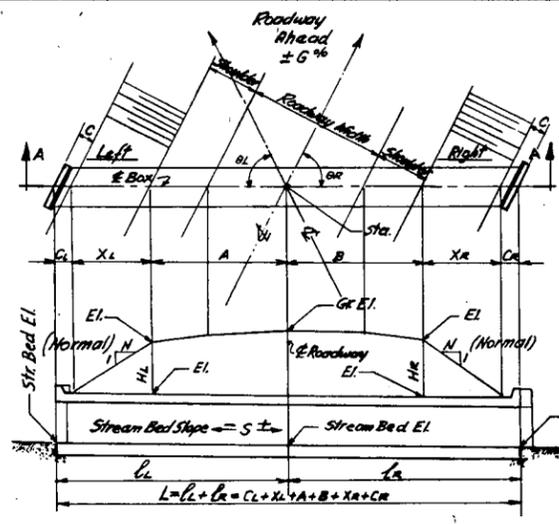 Roadway
Ahead
± G %
Shoulder
Roadway Width
Shoulder
C
Left
Right
C
A
A
θL
θR
℄ Box
Sta.
CL
XL
A
B
XR
CR
Gr. El.
El.
El.
(Normal)
N
1
N
1
(Normal)
℄ Roadway
HL
El.
El.
HR
Str. Bed El.
Stream Bed Slope
S ±
Stream Bed El.
lL
lR
L = lL + lR = CL + XL + A + B + XR + CR